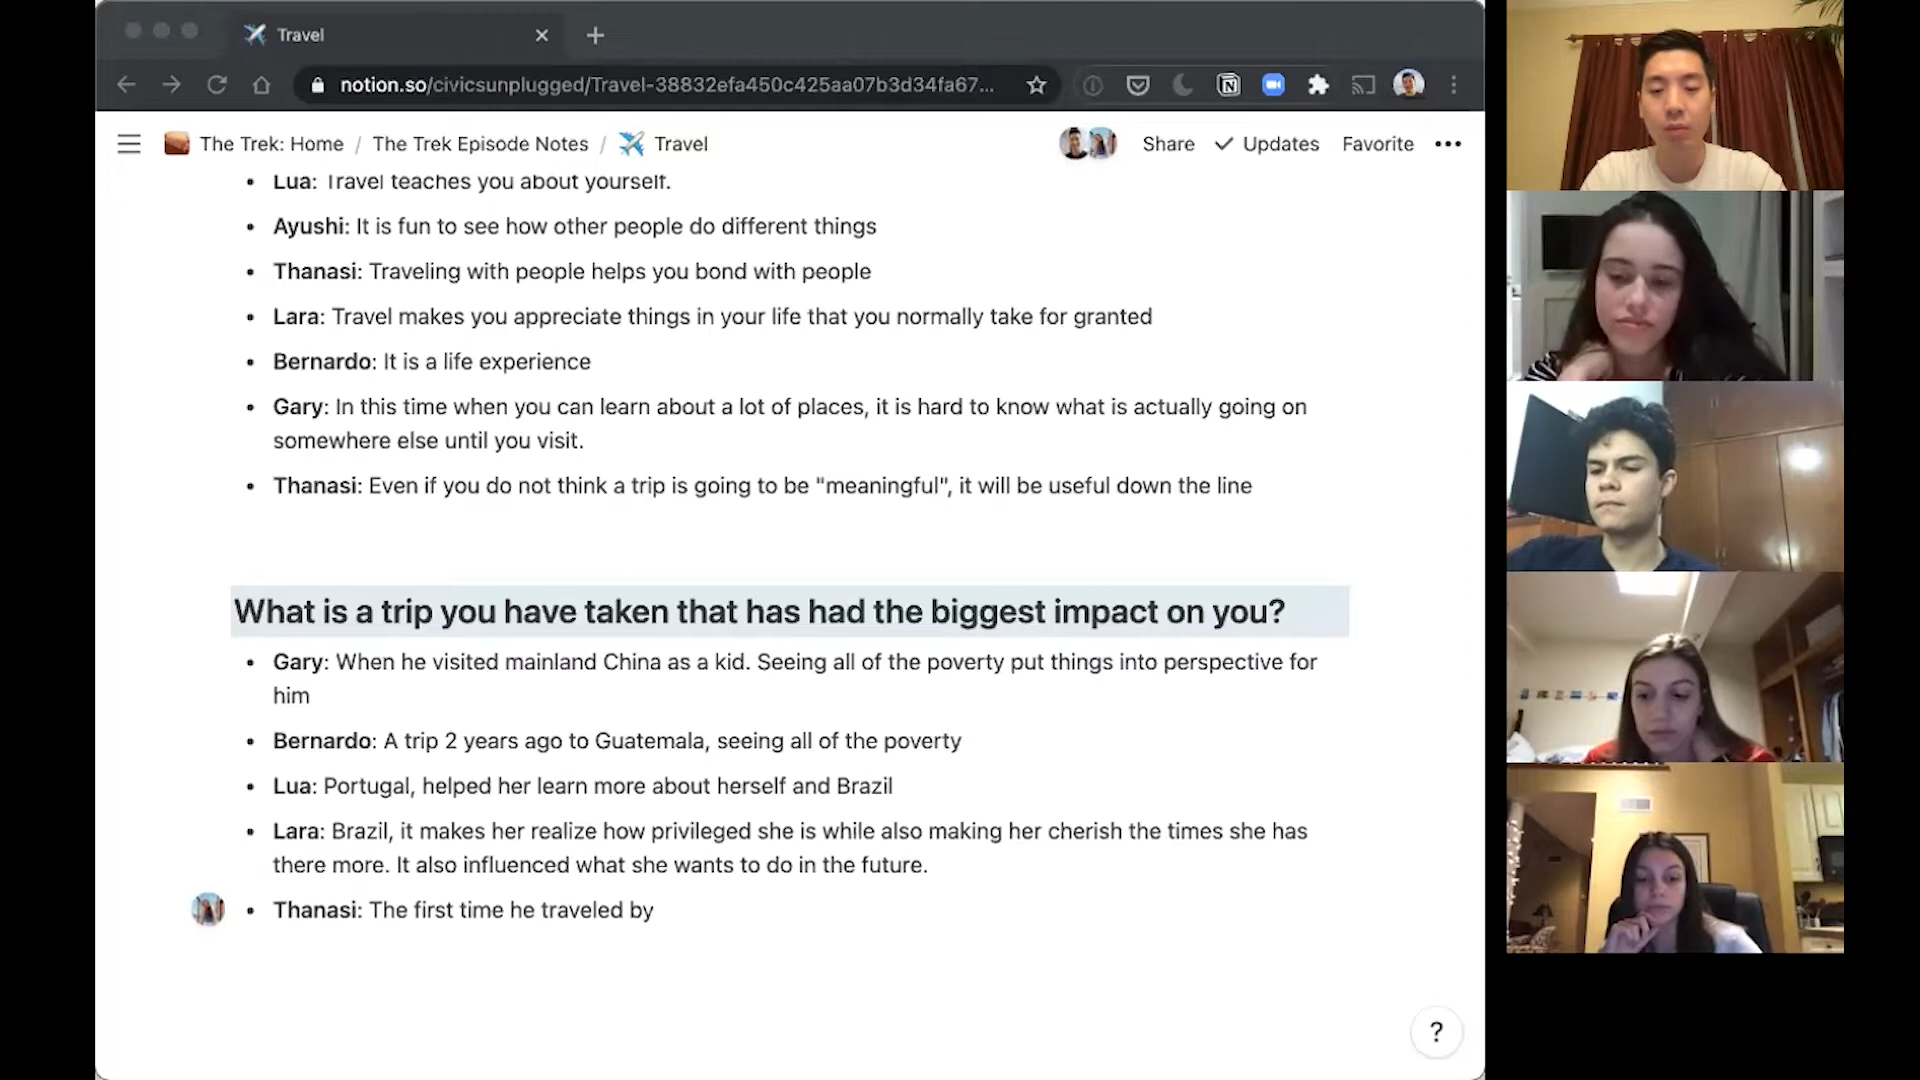 Travel
notion.so/civicsunplugged/Travel-38832efa450c425aa07b3d34fa67...
The Trek: Home / The Trek Episode Notes / Travel
Share Updates Favorite
Lua: Travel teaches you about yourself.
Ayushi: It is fun to see how other people do different things
Thanasi: Traveling with people helps you bond with people
Lara: Travel makes you appreciate things in your life that you normally take for granted
Bernardo: It is a life experience
Gary: In this time when you can learn about a lot of places, it is hard to know what is actually going on
somewhere else until you visit.
Thanasi: Even if you do not think a trip is going to be "meaningful", it will be useful down the line
What is a trip you have taken that has had the biggest impact on you?
Gary: When he visited mainland China as a kid. Seeing all of the poverty put things into perspective for
him
Bernardo: A trip 2 years ago to Guatemala, seeing all of the poverty
Lua: Portugal, helped her learn more about herself and Brazil
Lara: Brazil, it makes her realize how privileged she is while also making her cherish the times she has
there more. It also influenced what she wants to do in the future.
Thanasi: The first time he traveled by
?